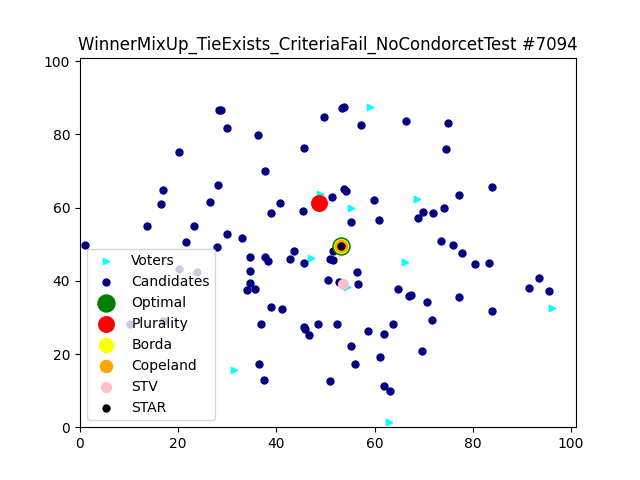 WinnerMixUp_TieExists_CriteriaFail_NoCondorcetTest #7094
100
80
60
40
20
0
0 20 40 60 80 100
Voters
Candidates
Optimal
Plurality
Borda
Copeland
STV
STAR